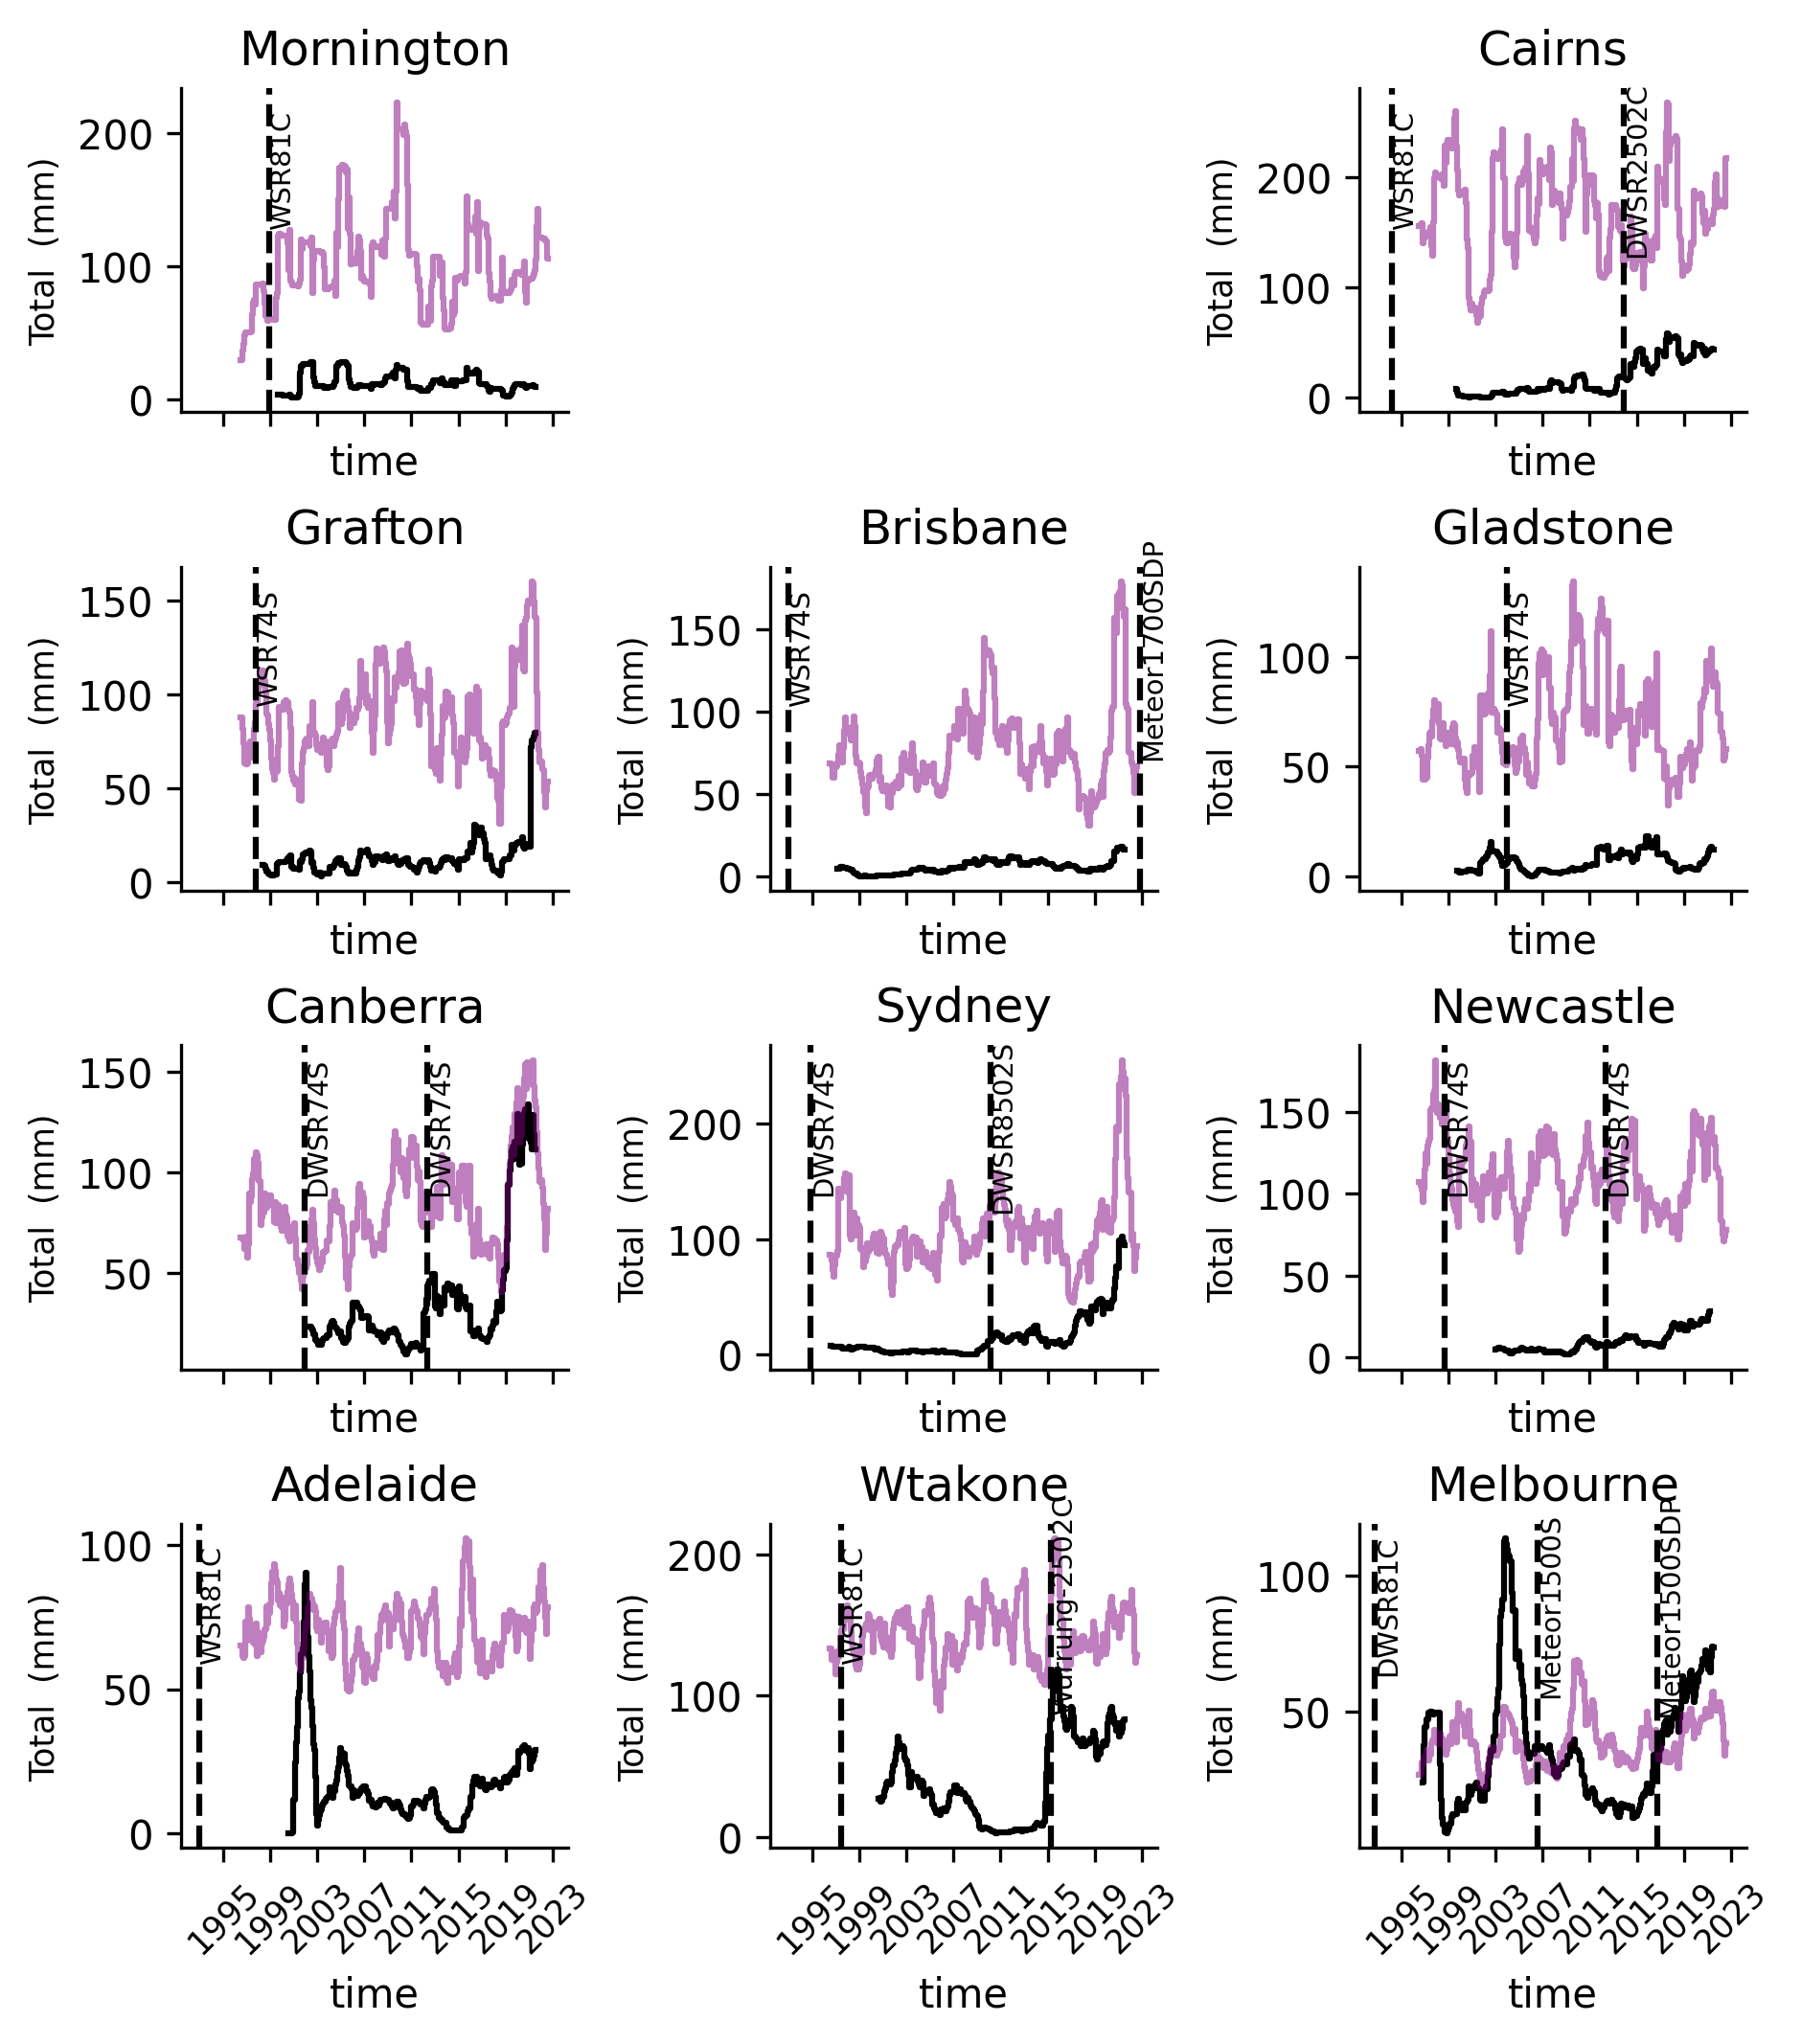 Mornington
Cairns
Total (mm)
200
100
0
WSR81C
time
Total (mm)
200
100
0
WSR81C
DWSR2502C
time
Grafton
Brisbane
Gladstone
Total (mm)
150
100
50
0
WSR74S
time
Total (mm)
150
100
50
0
WSR74S
Meteor1700SDP
time
Total (mm)
100
50
0
WSR74S
time
Canberra
Sydney
Newcastle
Total (mm)
150
100
50
DWSR74S
DWSR74S
time
Total (mm)
200
100
0
DWSR74S
DWSR8502S
time
Total (mm)
150
100
50
0
DWSR74S
DWSR74S
time
Adelaide
Wtakone
Melbourne
Total (mm)
100
50
0
WSR81C
1995 1999 2003 2007 2011 2015 2019 2023
time
Total (mm)
200
100
0
WSR81C
Wurrung-2502C
1995 1999 2003 2007 2011 2015 2019 2023
time
Total (mm)
100
50
DWSR81C
Meteor1500S
Meteor1500SDP
1995 1999 2003 2007 2011 2015 2019 2023
time